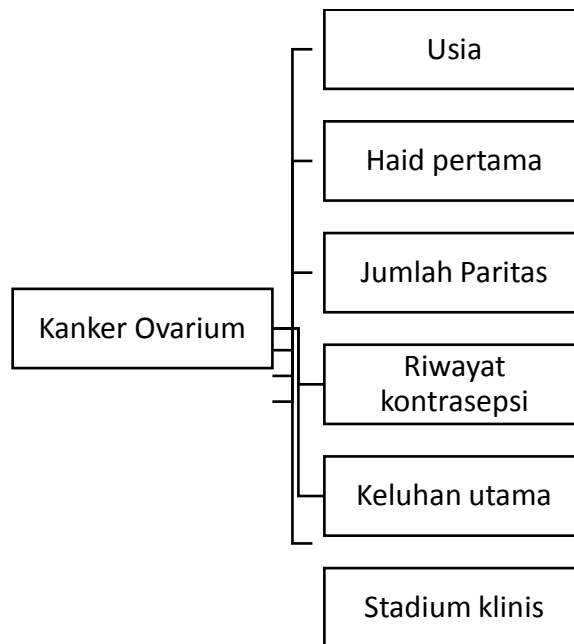 Usia
Haid pertama
Jumlah Paritas
Kanker Ovarium
Riwayat
kontrasepsi
Keluhan utama
Stadium klinis